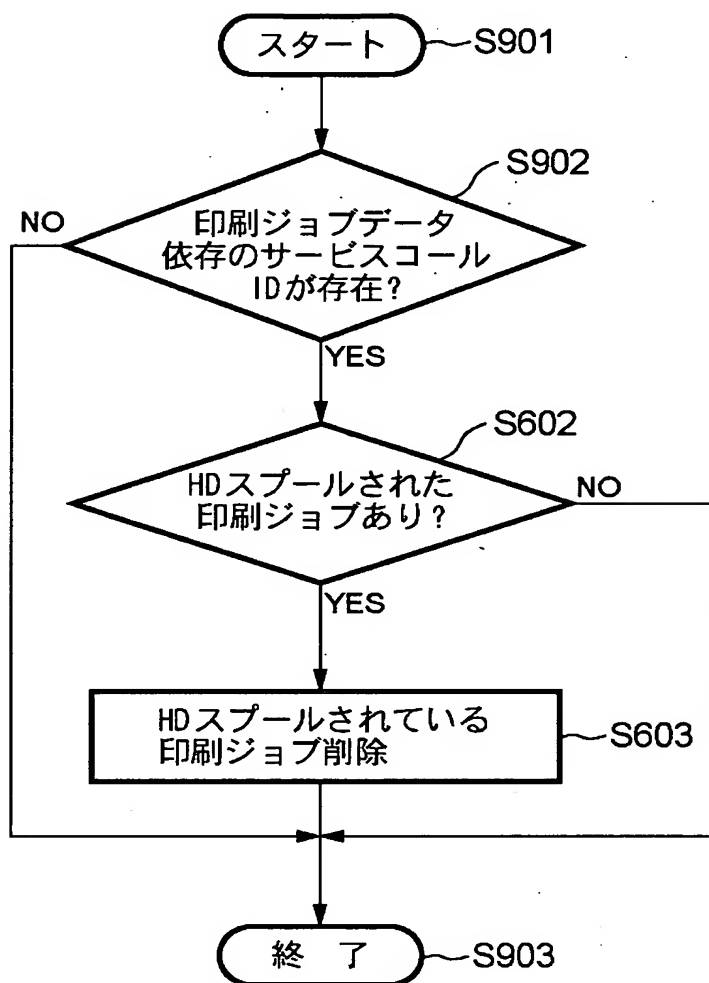 スタート
S901
S902
NO
印刷ジョブデータ
依存のサービスコール
IDが存在?
YES
S602
HDスプールされた
印刷ジョブあり?
NO
YES
HDスプールされている
印刷ジョブ削除
S603
終 了
S903